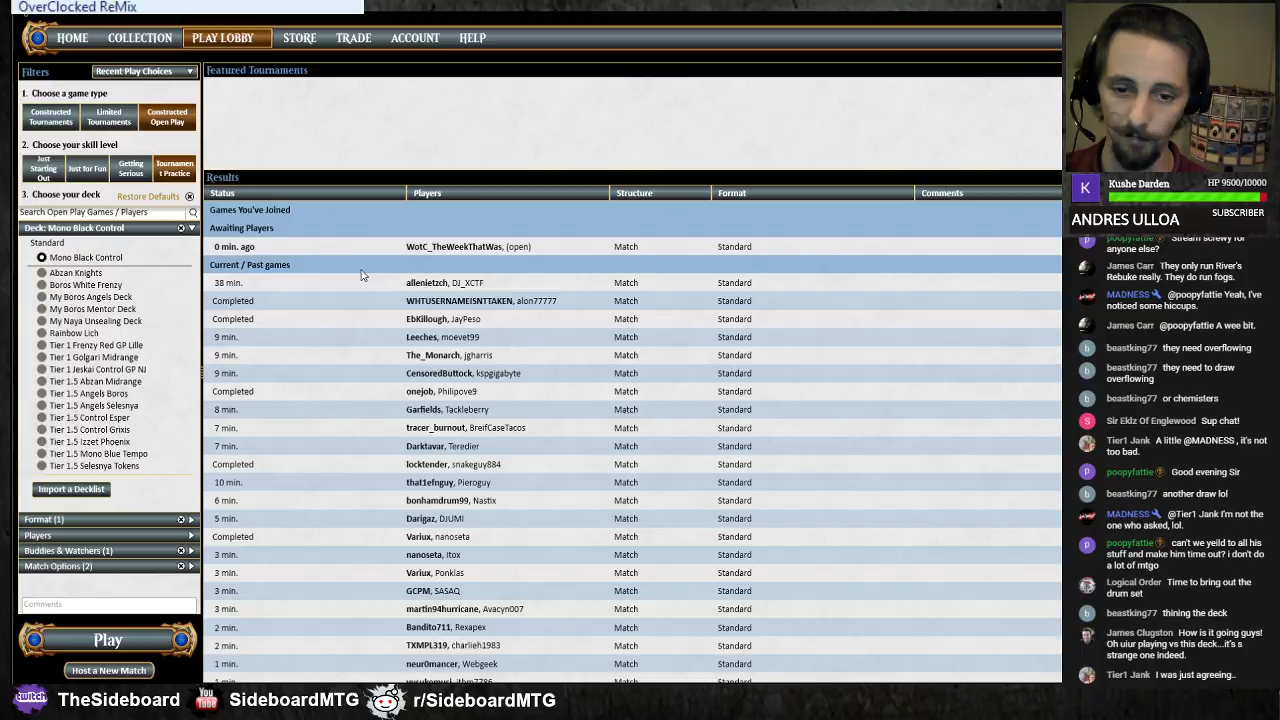 OverClocked ReMix
HOME COLLECTION PLAY LOBBY STORE TRADE ACCOUNT HELP
Filters Recent Play Choices
1. Choose a game type
Constructed Tournaments
Limited Tournaments
Constructed Open Play
2. Choose your skill level
Just Starting Out
Just for Fun
Getting Serious
Tournamen t Practice
3. Choose your deck Restore Defaults
Search Open Play Games / Players
Deck: Mono Black Control
Standard
Mono Black Control
Abzan Knights
Boros White Frenzy
My Boros Angels Deck
My Boros Mentor Deck
My Naya Unsealing Deck
Rainbow Lich
Tier 1 Frenzy Red GP Lille
Tier 1 Golgari Midrange
Tier 1 Jeskai Control GP NJ
Tier 1.5 Abzan Midrange
Tier 1.5 Angels Boros
Tier 1.5 Angels Selesnya
Tier 1.5 Control Esper
Tier 1.5 Control Grixis
Tier 1.5 Izzet Phoenix
Tier 1.5 Mono Blue Tempo
Tier 1.5 Selesnya Tokens
Import a Decklist
Format (1)
Players
Buddies & Watchers (1)
Match Options (2)
Comments
Play
Host a New Match
Featured Tournaments
Results
Status Players Structure Format Comments
Games You've Joined
Awaiting Players
0 min. ago WotC_TheWeekThatWas, (open) Match Standard
Current / Past games
38 min. allenietzch, DJ_XCTF Match Standard
Completed WHTUSERNAMEISNTTAKEN, alon77777 Match Standard
Completed EbKillough, JayPeso Match Standard
9 min. Leeches, moevet99 Match Standard
9 min. The_Monarch, jgharris Match Standard
9 min. CensoredButtock, kspgigabyte Match Standard
Completed onejob, Philipove9 Match Standard
8 min. Garfields, Tackleberry Match Standard
7 min. tracer_burnout, BreifCaseTacos Match Standard
7 min. Darktavar, Teredier Match Standard
Completed locktender, snakeguy884 Match Standard
10 min. that1efnguy, Pieroguy Match Standard
6 min. bonhamdrum99, Nastix Match Standard
5 min. Darigaz, DJUMI Match Standard
Completed Variux, nanoseta Match Standard
3 min. nanoseta, Itox Match Standard
3 min. Variux, Ponklas Match Standard
3 min. GCPM, SASAQ Match Standard
3 min. martin94hurricane, Avacyn007 Match Standard
2 min. Bandito711, Rexapex Match Standard
2 min. TXMPL319, charlieh1983 Match Standard
1 min. neur0mancer, Webgeek Match Standard
K Kushe Darden HP 9500/10000
ANDRES ULLOA SUBSCRIBER
poopyfattie Stream screwy for
anyone else?
James Carr They only run River's
Rebuke really. They do run fogs.
MADNESS @poopyfattie Yeah, I've
noticed some hiccups.
James Carr @poopyfattie A wee bit.
beastking77 they need overflowing
beastking77 they need to draw
overflowing
beastking77 or chemisters
Sir Ekdz Of Englewood Sup chat!
Tier1 Jank A little @MADNESS , it's not
too bad.
poopyfattie Good evening Sir
beastking77 another draw lol
MADNESS @Tier1 Jank I'm not the
one who asked, lol.
poopyfattie can't we yeild to all his
stuff and make him time out? i don't do
a lot of mtgo
Logical Order Time to bring out the
drum set
beastking77 thining the deck
James Clugston How is it going guys!
Oh uiur playing vs this deck...it's s
strange one indeed.
Tier1 Jank I was just agreeing..
twitch TheSideboard You Tube SideboardMTG r/SideboardMTG